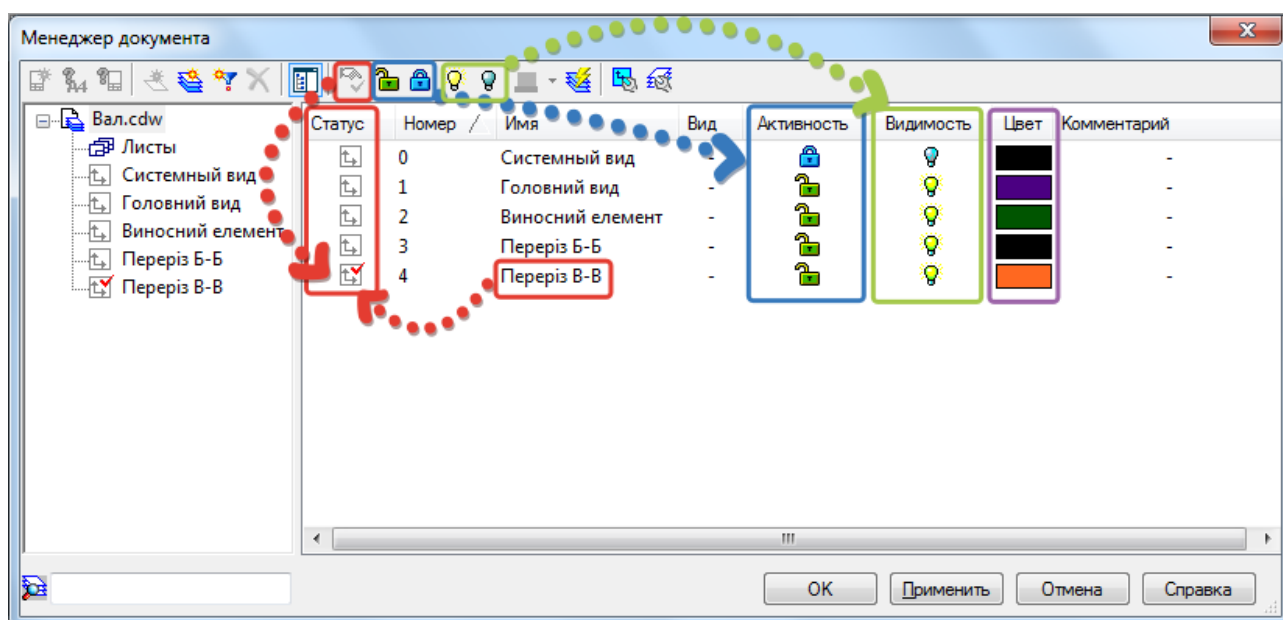 Менеджер документа
Вал.cdw
Листы
Системный вид
Головний вид
Виносний елемент
Переріз Б-Б
Переріз В-В
Статус Номер Имя Вид Активность Видимость Цвет Комментарий
0 Системный вид - -
1 Головний вид - -
2 Виносний елемент - -
3 Переріз Б-Б - -
4 Переріз В-В - -
OK Применить Отмена Справка